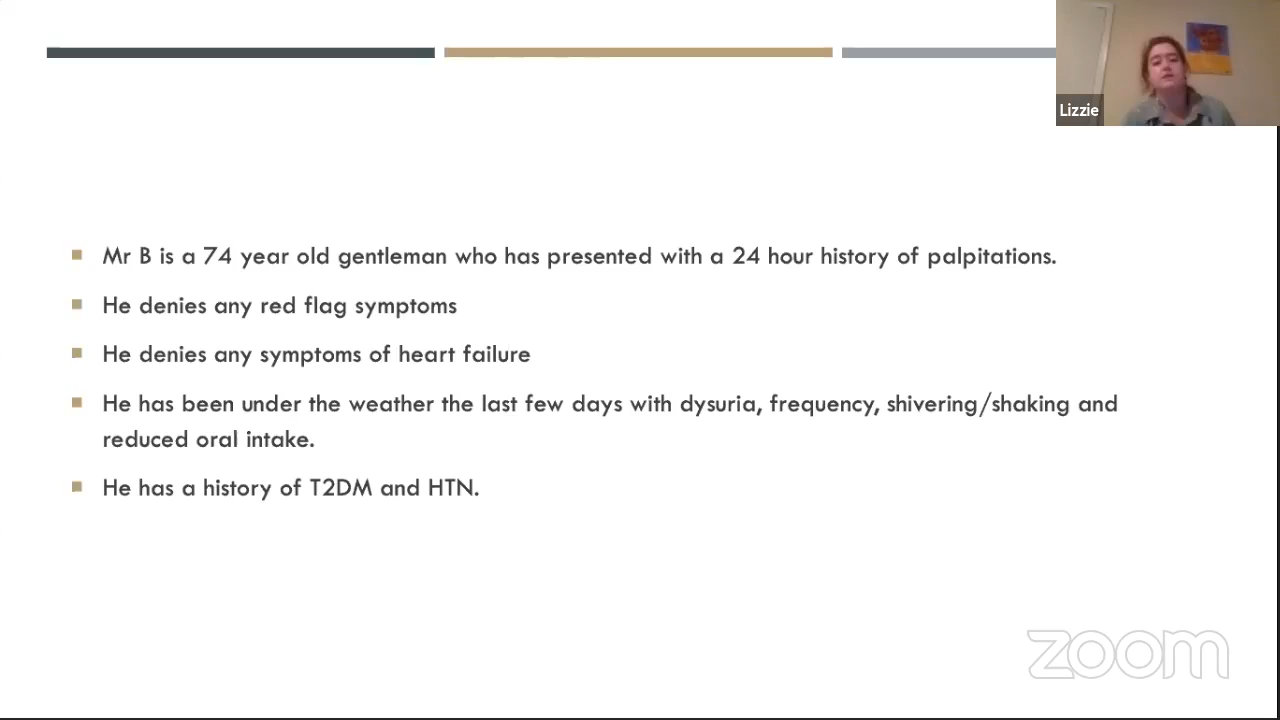 Lizzie
Mr B is a 74 year old gentleman who has presented with a 24 hour history of palpitations.
He denies any red flag symptoms
He denies any symptoms of heart failure
He has been under the weather the last few days with dysuria, frequency, shivering/shaking and
reduced oral intake.
He has a history of T2DM and HTN.
zoom